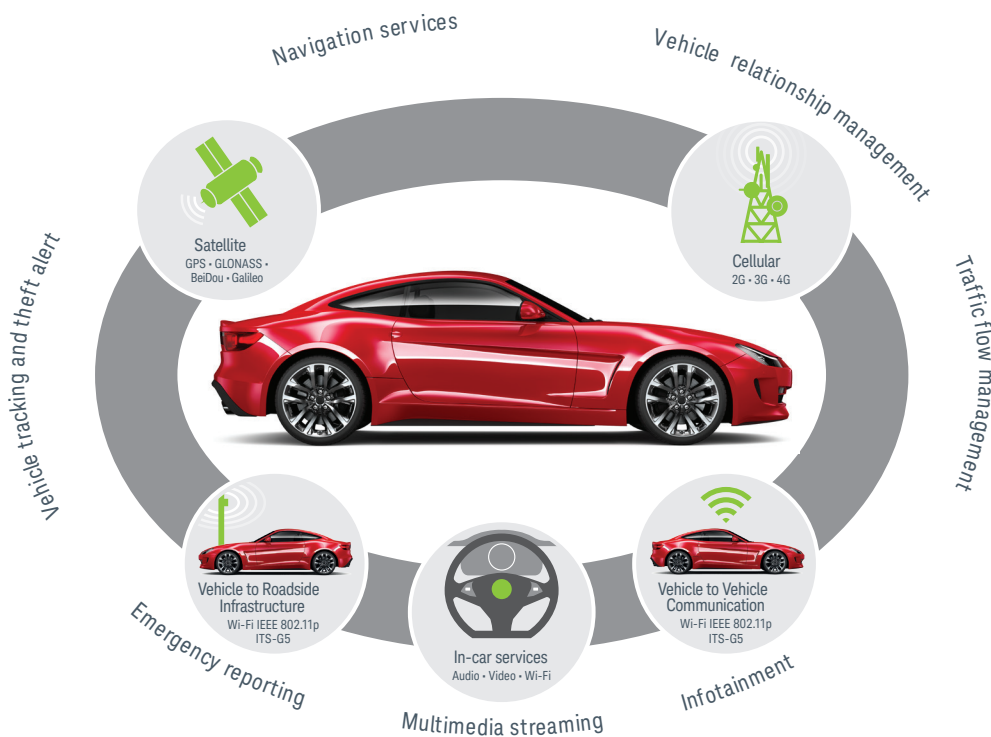 Navigation services
Vehicle relationship management
Satellite
GPS • GLONASS •
BeiDou • Galileo
Cellular
2G • 3G • 4G
Vehicle tracking and theft alert
Traffic flow management
Vehicle to Roadside
Infrastructure
Wi-Fi IEEE 802.11p
ITS-G5
In-car services
Audio • Video • Wi-Fi
Vehicle to Vehicle
Communication
Wi-Fi IEEE 802.11p
ITS-G5
Emergency reporting
Multimedia streaming
Infotainment